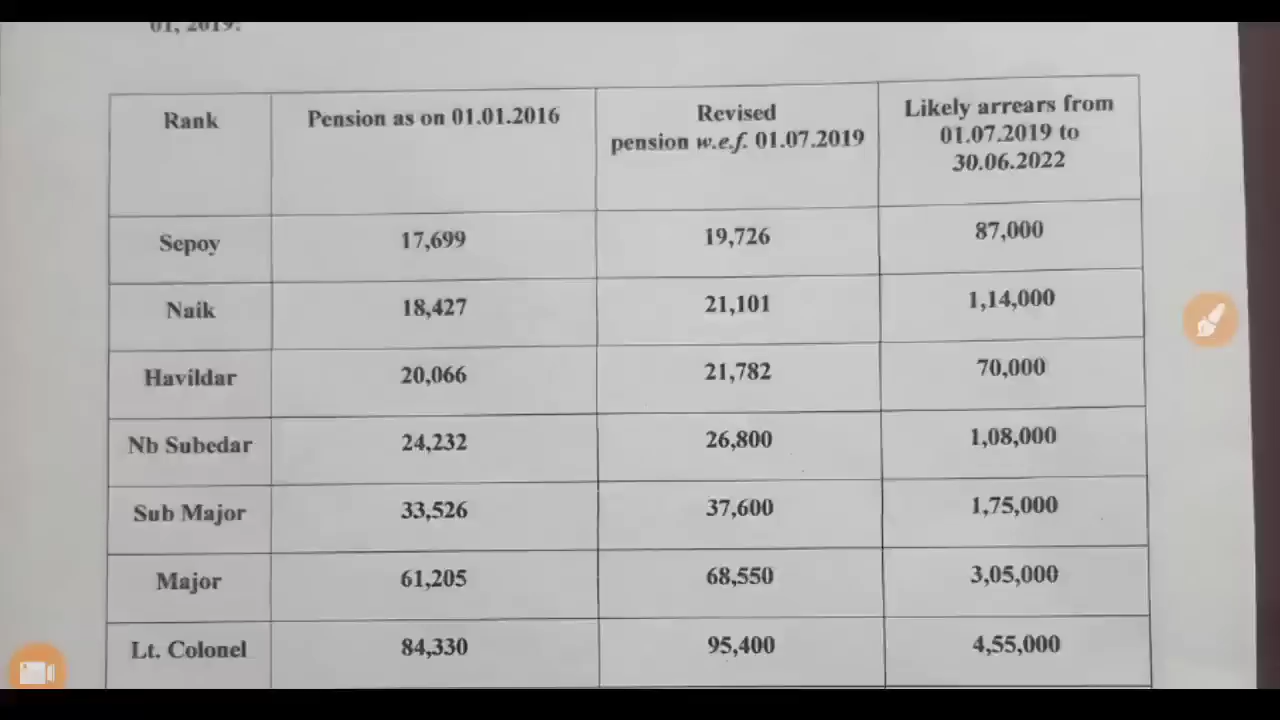 01, 2019:
Rank
Pension as on 01.01.2016
Revised
pension w.e.f. 01.07.2019
Likely arrears from
01.07.2019 to
30.06.2022
Sepoy 17,699 19,726 87,000
Naik 18,427 21,101 1,14,000
Havildar 20,066 21,782 70,000
Nb Subedar 24,232 26,800 1,08,000
Sub Major 33,526 37,600 1,75,000
Major 61,205 68,550 3,05,000
Lt. Colonel 84,330 95,400 4,55,000